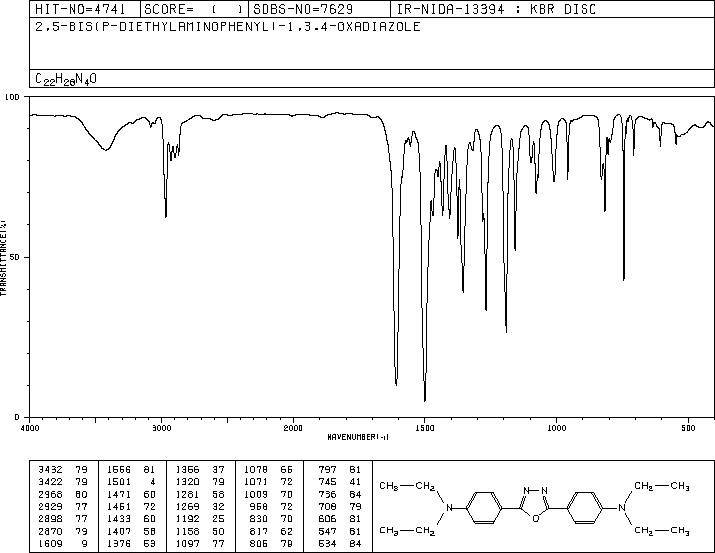 HIT-NO=4741 SCORE= ( ) SDBS-NO=7629 IR-NIDA-13394 : KBR DISC
2,5-BIS(P-DIETHYLAMINOPHENYL)-1,3,4-OXADIAZOLE
C22H28N4O
100
50
0
TRANSMITTANCE(%)
4000 3000 2000 1500 1000 500
WAVENUMBER(-1)
3432 79 1556 81 1356 37 1078 66 797 81
3422 79 1501 4 1320 79 1071 72 745 41
2968 60 1471 60 1281 58 1009 70 736 84
2929 77 1451 72 1269 32 958 72 708 79
2898 77 1433 60 1192 25 830 70 606 81
2870 79 1407 58 1158 50 817 62 547 81
1609 9 1376 53 1097 77 805 79 534 84
CH3—CH2 N N CH2—CH3
N O N
CH3—CH2 CH2—CH3